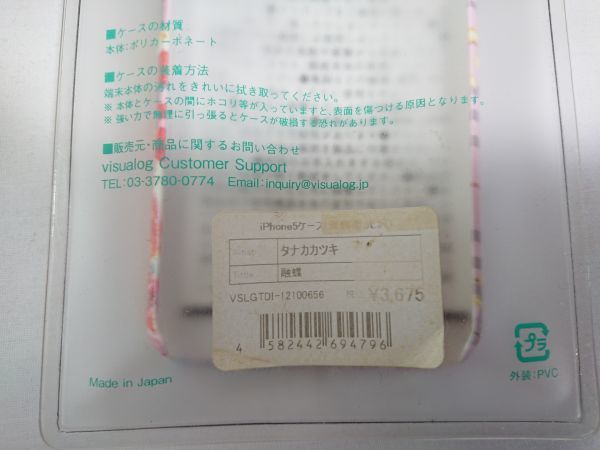 ■ケースの材質
本体:ポリカーボネート
■ケースの装着方法
端末本体の汚れをきれいに拭き取ってください。
※ 本体とケースの間にホコリ等が入っていますと、表面を傷つける原因となります。
※ 強い力で無理に引っ張るとケースが破損する恐れがあります。
■販売元・商品に関するお問い合わせ
visualog Customer Support
TEL:03-3780-0774 Email:inquiry@visualog.jp
iPhone5ケース
タナカカツキ
Title 融蝶
VSLGTDI-12100656 ¥3,675
4 582442 694796
Made in Japan
プラ
外装:PVC